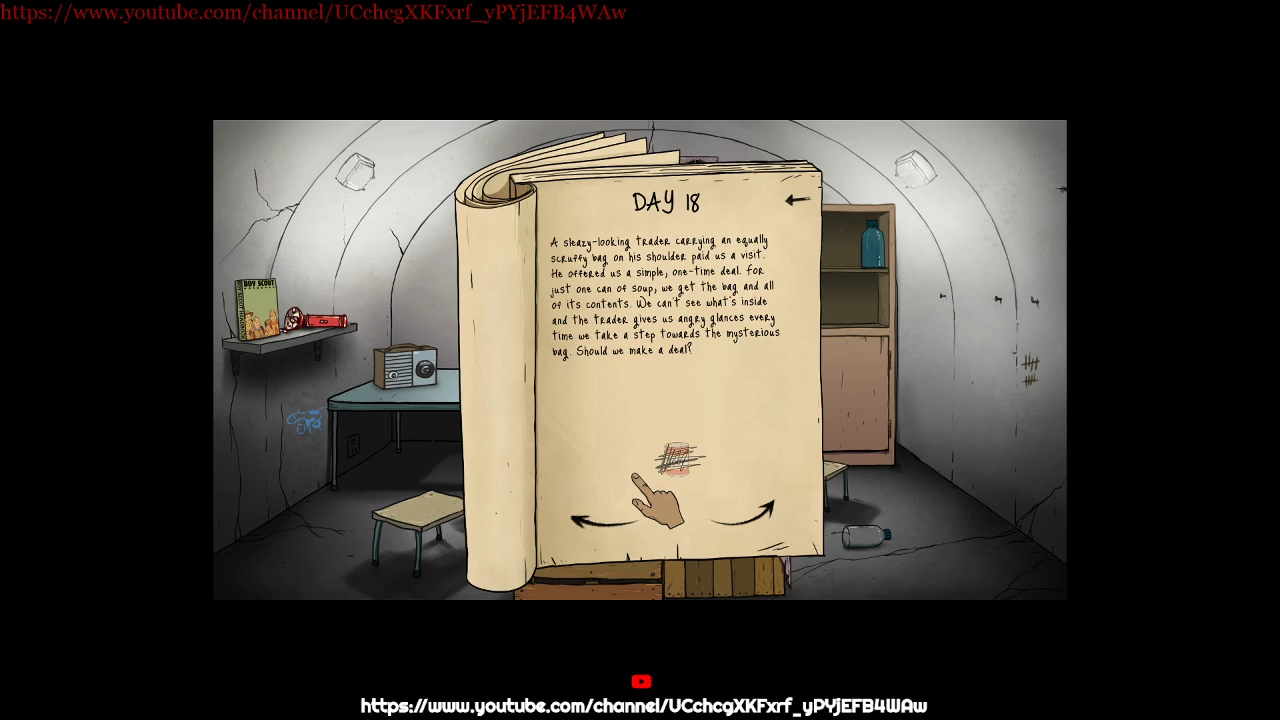 https://www.youtube.com/channel/UCchcgXKFxrf_yPYjEFB4WAw
DAY 18
A sleazy-looking trader carrying an equally
scruffy bag on his shoulder paid us a visit.
He offered us a simple, one-time deal. For
just one can of soup, we get the bag and all
of its contents. We can't see what's inside
and the trader gives us angry glances every
time we take a step towards the mysterious
bag. Should we make a deal?
BOY SCOUT
https://www.youtube.com/channel/UCchcgXKFxrf_yPYjEFB4WAw